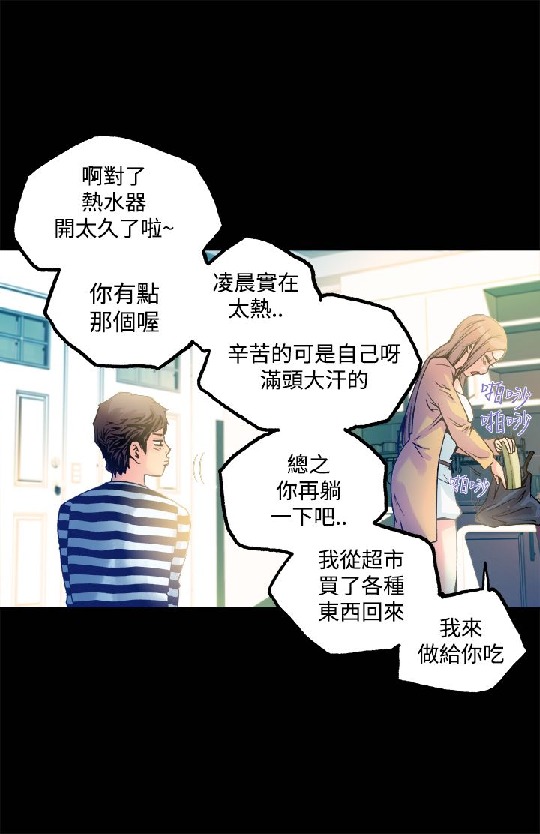 啊對了
熱水器
開太久了啦~
你有點
那個喔
凌晨實在
太熱..
辛苦的可是自己呀
滿頭大汗的
總之
你再躺
一下吧..
我從超市
買了各種
東西回來
我來
做給你吃
啪沙
啪沙
啪沙